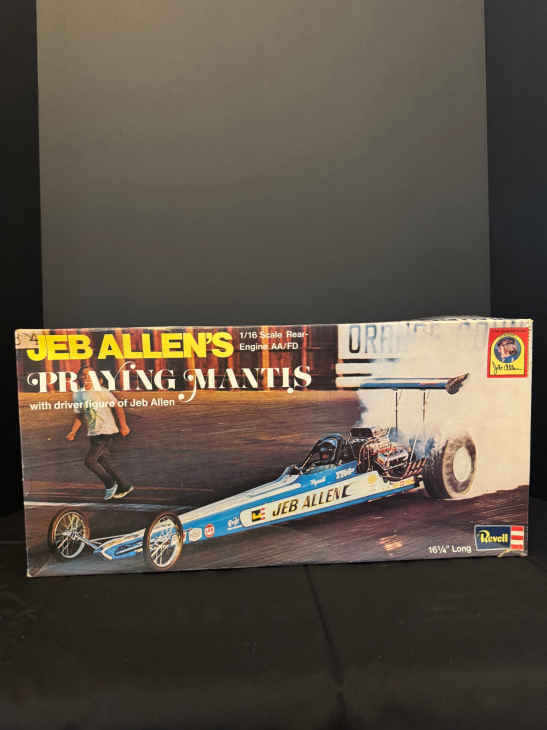 JEB ALLEN'S
1/16 Scale Rear-
Engine AA/FD
PRAYING MANTIS
with driver figure of Jeb Allen
ORANGE
JEB ALLEN
16¼" Long
Revell